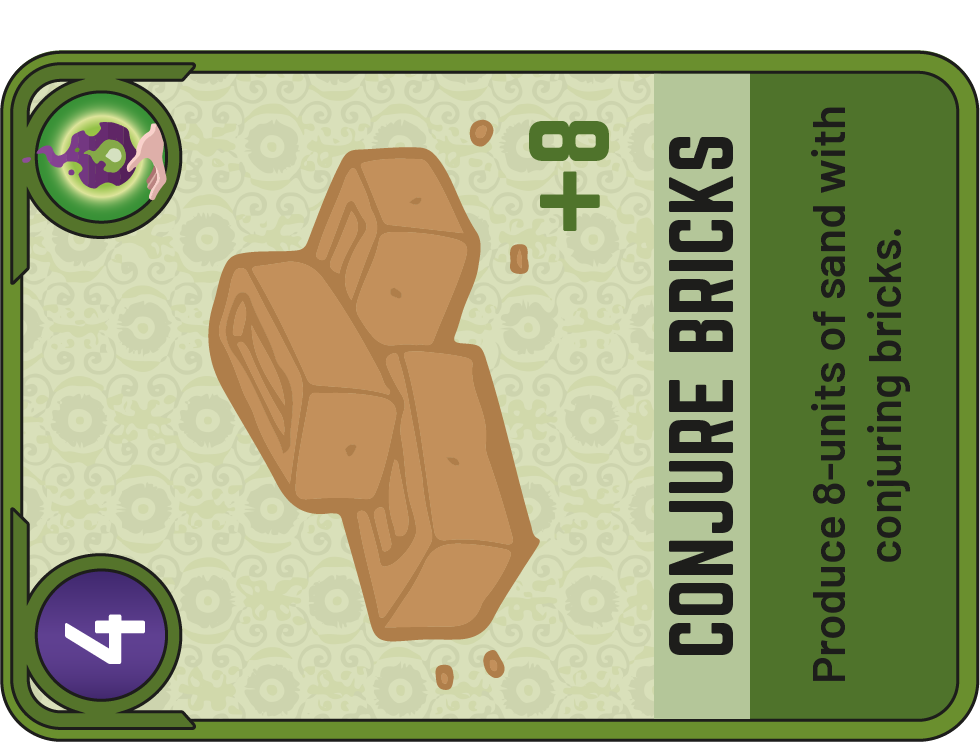 4
+8
CONJURE BRICKS
Produce 8-units of sand with
conjuring bricks.